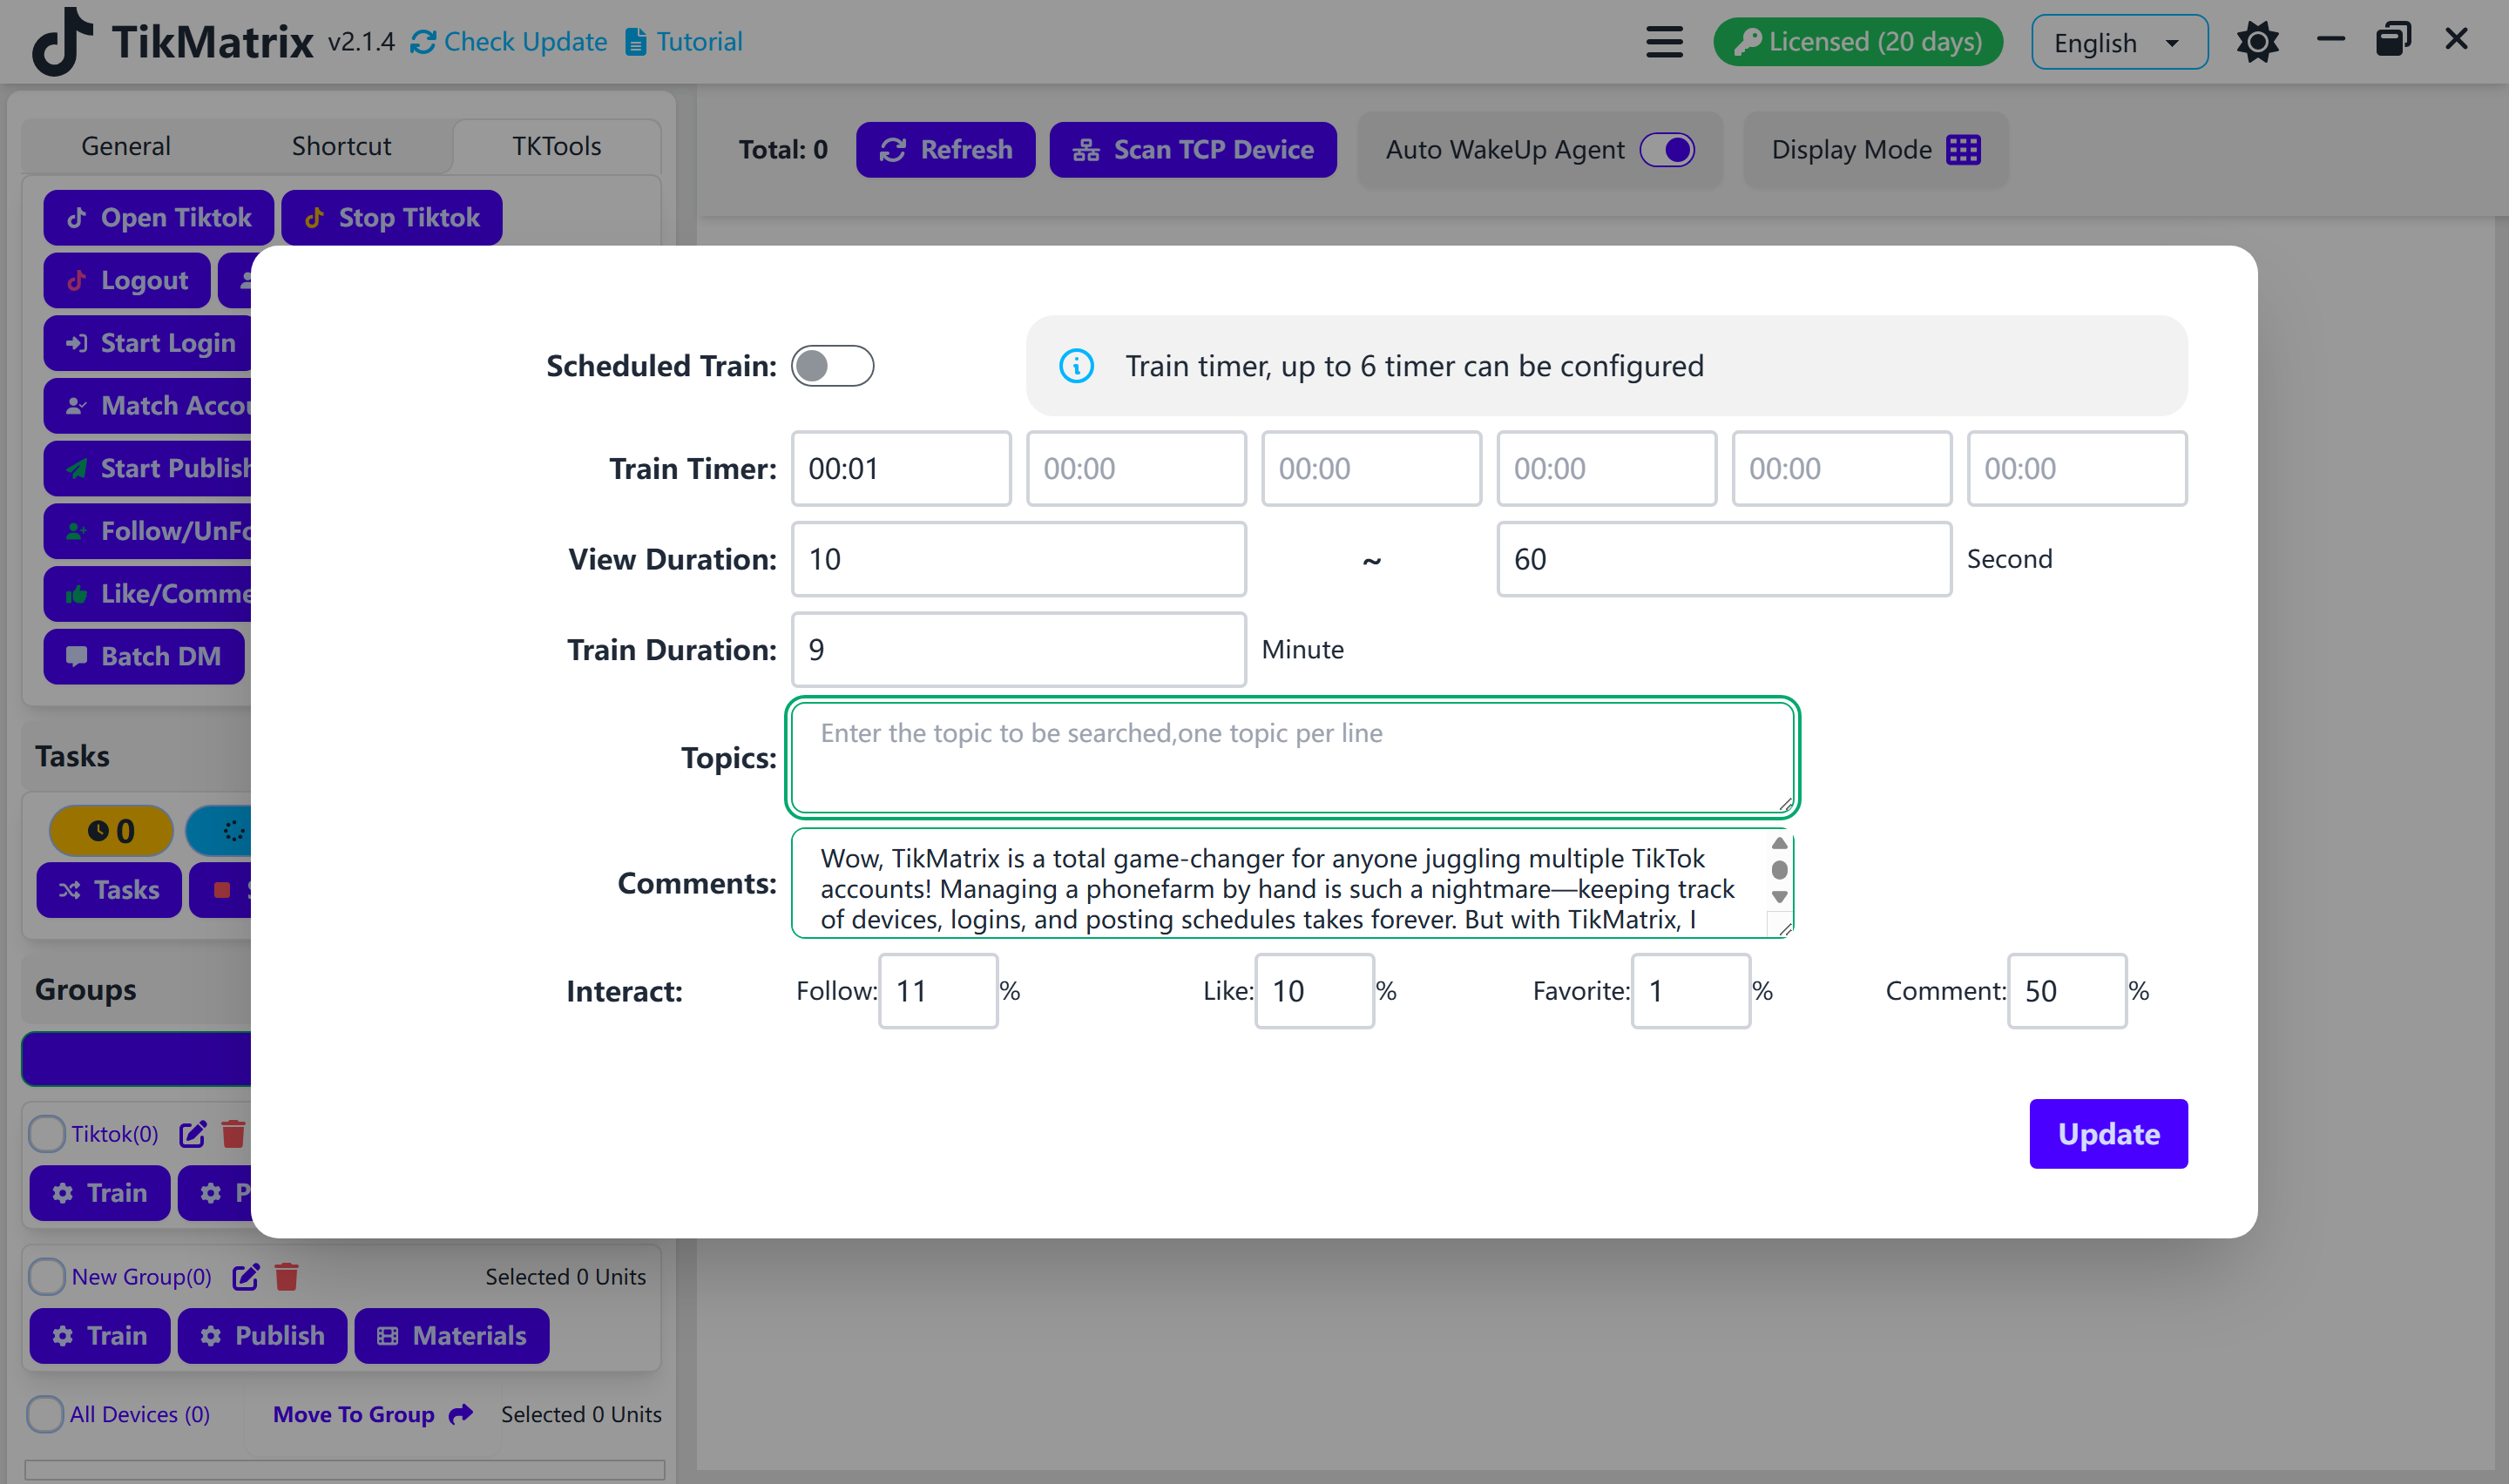 TikMatrix v2.1.4 Check Update Tutorial Licensed (20 days) English
General Shortcut TKTools
Total: 0 Refresh Scan TCP Device Auto WakeUp Agent Display Mode
Open Tiktok Stop Tiktok
Logout
Start Login
Match
Start Publish
Batch DM
Tasks
0
Tasks
Groups
Tiktok(0)
Train
New Group(0) Selected 0 Units
Train Publish Materials
All Devices (0) Move To Group Selected 0 Units
Scheduled Train: Train timer, up to 6 timer can be configured
Train Timer: 00:01 00:00 00:00 00:00 00:00 00:00
View Duration: 10 ~ 60 Second
Train Duration: 9 Minute
Topics: Enter the topic to be searched,one topic per line
Comments: Wow, TikMatrix is a total game-changer for anyone juggling multiple TikTok
accounts! Managing a phonefarm by hand is such a nightmare—keeping track
of devices, logins, and posting schedules takes forever. But with TikMatrix, I
Interact: Follow: 11 % Like: 10 % Favorite: 1 % Comment: 50 %
Update